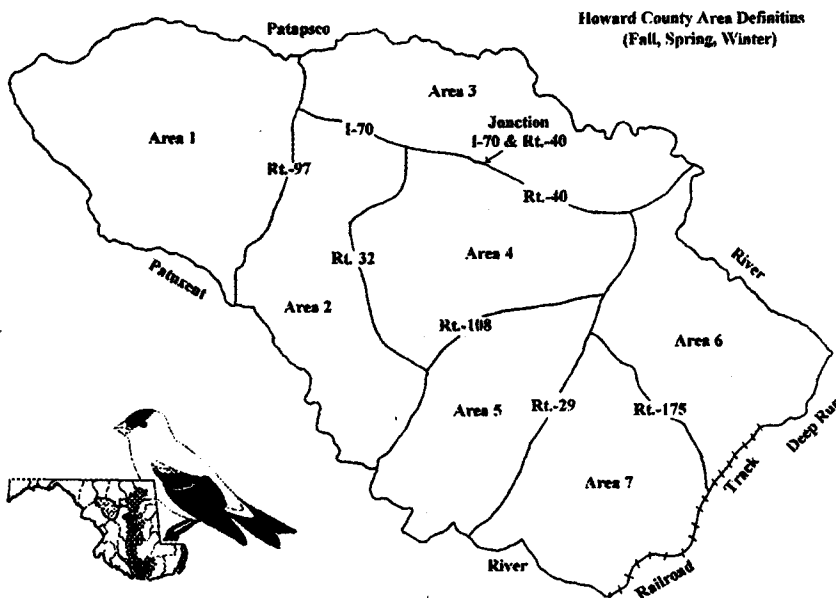 Howard County Area Definitins
(Fall, Spring, Winter)
Patapsco
Area 3
Junction
I-70 & Rt.-40
I-70
Area 1
Rt.-97
Rt.-40
Rt. 32
Area 4
River
Patuxent
Area 2
Rt.-108
Area 6
Area 5
Rt.-29
Rt.-175
Deep Run
Track
Area 7
River
Railroad